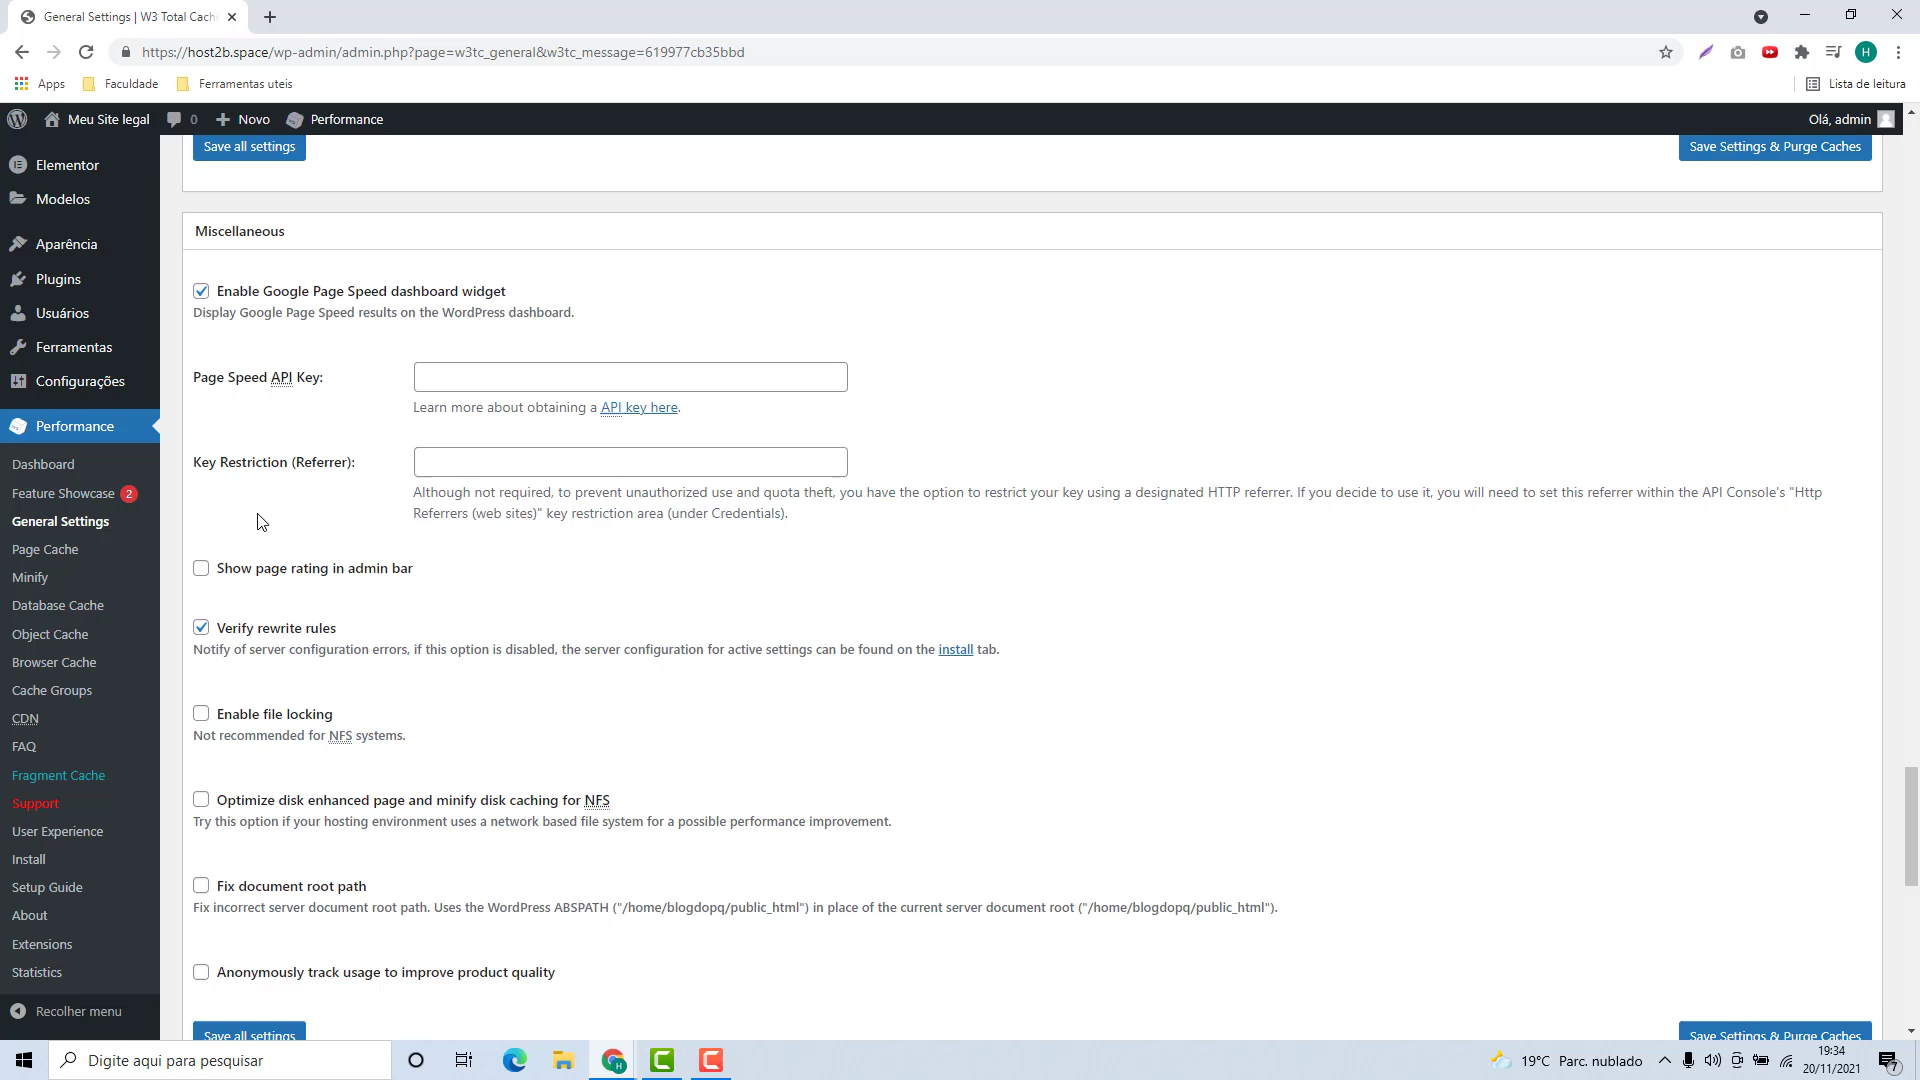 General Settings | W3 Total Cach
https://host2b.space/wp-admin/admin.php?page=w3tc_general&w3tc_message=619977cb35bbd
H
Apps
Faculdade
Ferramentas uteis
Lista de leitura
Meu Site legal
0
Novo
Performance
Olá, admin
Elementor
Modelos
Aparência
Plugins
Usuários
Ferramentas
Configurações
Performance
Dashboard
Feature Showcase 2
General Settings
Page Cache
Minify
Database Cache
Object Cache
Browser Cache
Cache Groups
CDN
FAQ
Fragment Cache
Support
User Experience
Install
Setup Guide
About
Extensions
Statistics
Recolher menu
Save all settings
Save Settings & Purge Caches
Miscellaneous
Enable Google Page Speed dashboard widget
Display Google Page Speed results on the WordPress dashboard.
Page Speed API Key:
Learn more about obtaining a API key here.
Key Restriction (Referrer):
Although not required, to prevent unauthorized use and quota theft, you have the option to restrict your key using a designated HTTP referrer. If you decide to use it, you will need to set this referrer within the API Console's "Http
Referrers (web sites)" key restriction area (under Credentials).
Show page rating in admin bar
Verify rewrite rules
Notify of server configuration errors, if this option is disabled, the server configuration for active settings can be found on the install tab.
Enable file locking
Not recommended for NFS systems.
Optimize disk enhanced page and minify disk caching for NFS
Try this option if your hosting environment uses a network based file system for a possible performance improvement.
Fix document root path
Fix incorrect server document root path. Uses the WordPress ABSPATH ("/home/blogdopq/public_html") in place of the current server document root ("/home/blogdopq/public_html").
Anonymously track usage to improve product quality
Save all settings
Save Settings & Purge Caches
Digite aqui para pesquisar
19°C Parc. nublado
19:34
20/11/2021
7